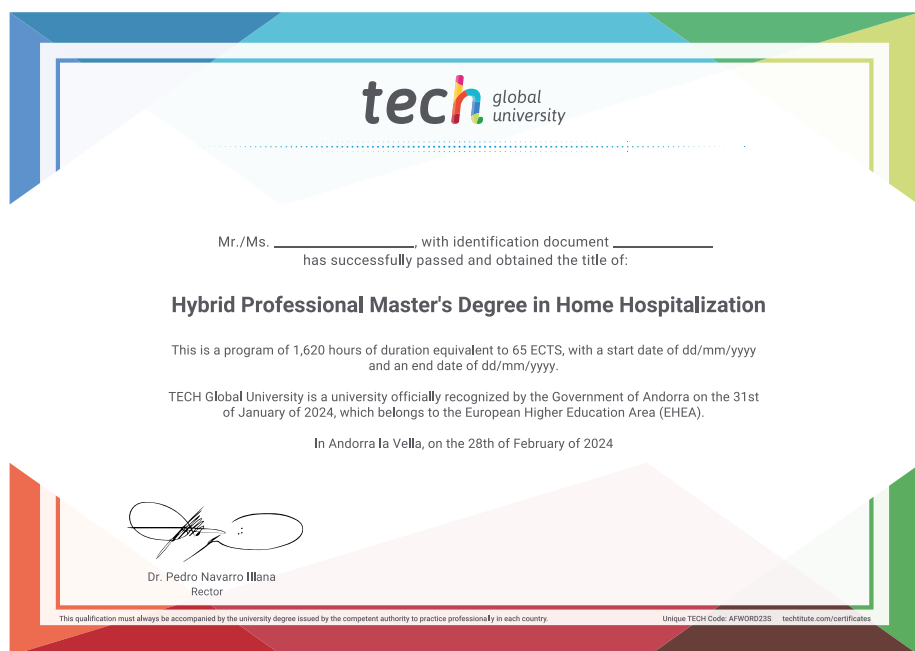 tech global
university
Mr./Ms. ____________________, with identification document ______________
has successfully passed and obtained the title of:
Hybrid Professional Master's Degree in Home Hospitalization
This is a program of 1,620 hours of duration equivalent to 65 ECTS, with a start date of dd/mm/yyyy
and an end date of dd/mm/yyyy.
TECH Global University is a university officially recognized by the Government of Andorra on the 31st
of January of 2024, which belongs to the European Higher Education Area (EHEA).
In Andorra la Vella, on the 28th of February of 2024
Dr. Pedro Navarro Illana
Rector
This qualification must always be accompanied by the university degree issued by the competent authority to practice professionally in each country. Unique TECH Code: AFWORD23S techtitute.com/certificates